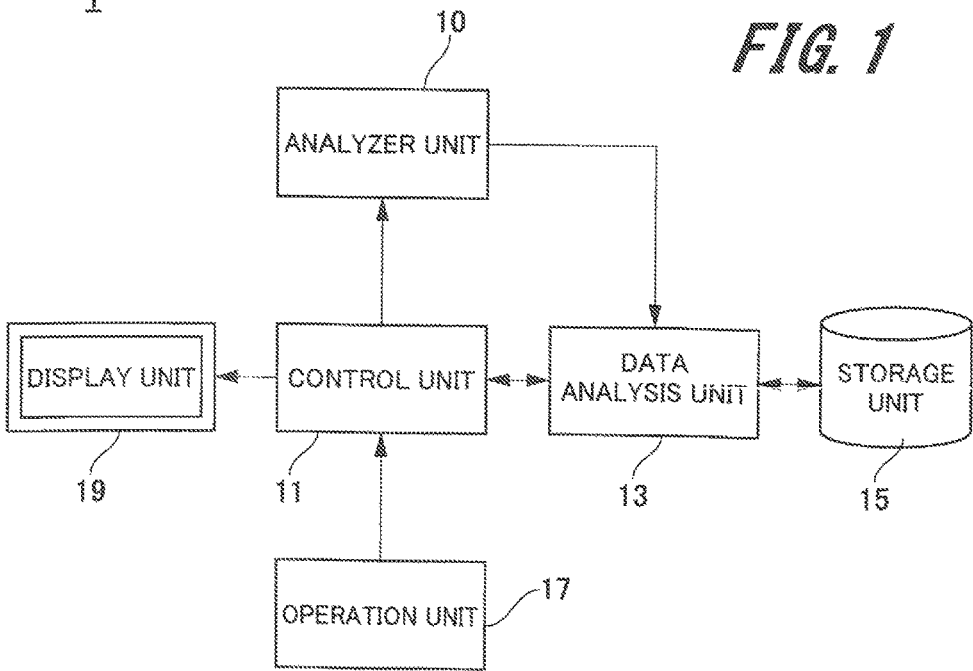 1
10
FIG. 1
ANALYZER UNIT
DISPLAY UNIT
CONTROL UNIT
DATA
ANALYSIS UNIT
STORAGE
UNIT
19
11
13
15
OPERATION UNIT
17